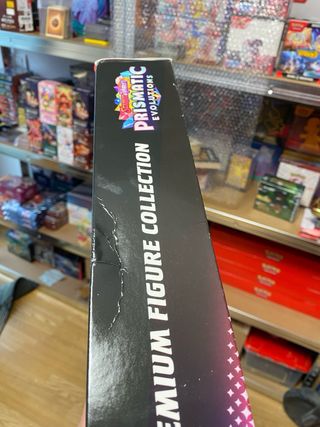 PRISMATIC
EVOLUTIONS
EMIUM FIGURE COLLECTION